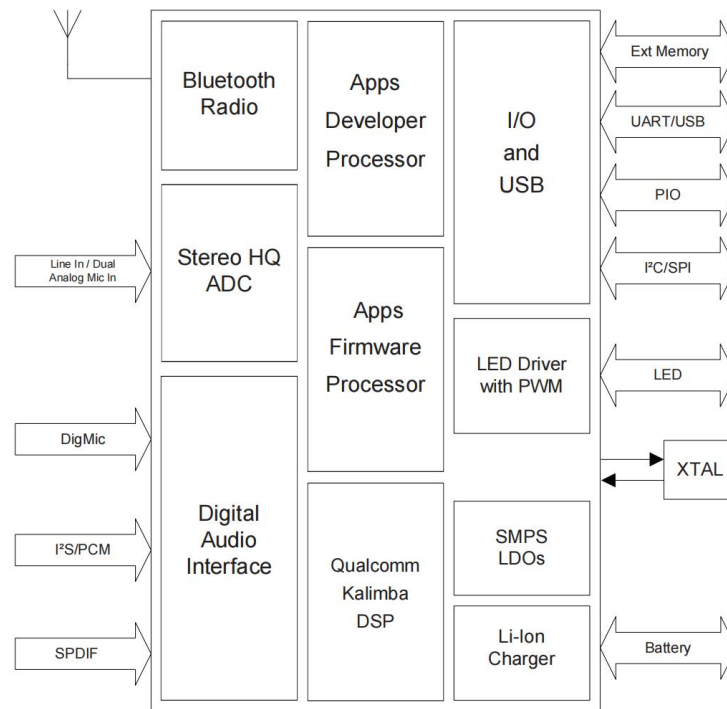 Bluetooth
Radio
Apps
Developer
Processor
I/O
and
USB
Ext Memory
UART/USB
PIO
I²C/SPI
Line In / Dual
Analog Mic In
Stereo HQ
ADC
Apps
Firmware
Processor
LED Driver
with PWM
LED
DigMic
XTAL
I²S/PCM
Digital
Audio
Interface
Qualcomm
Kalimba
DSP
SMPS
LDOs
SPDIF
Li-Ion
Charger
Battery